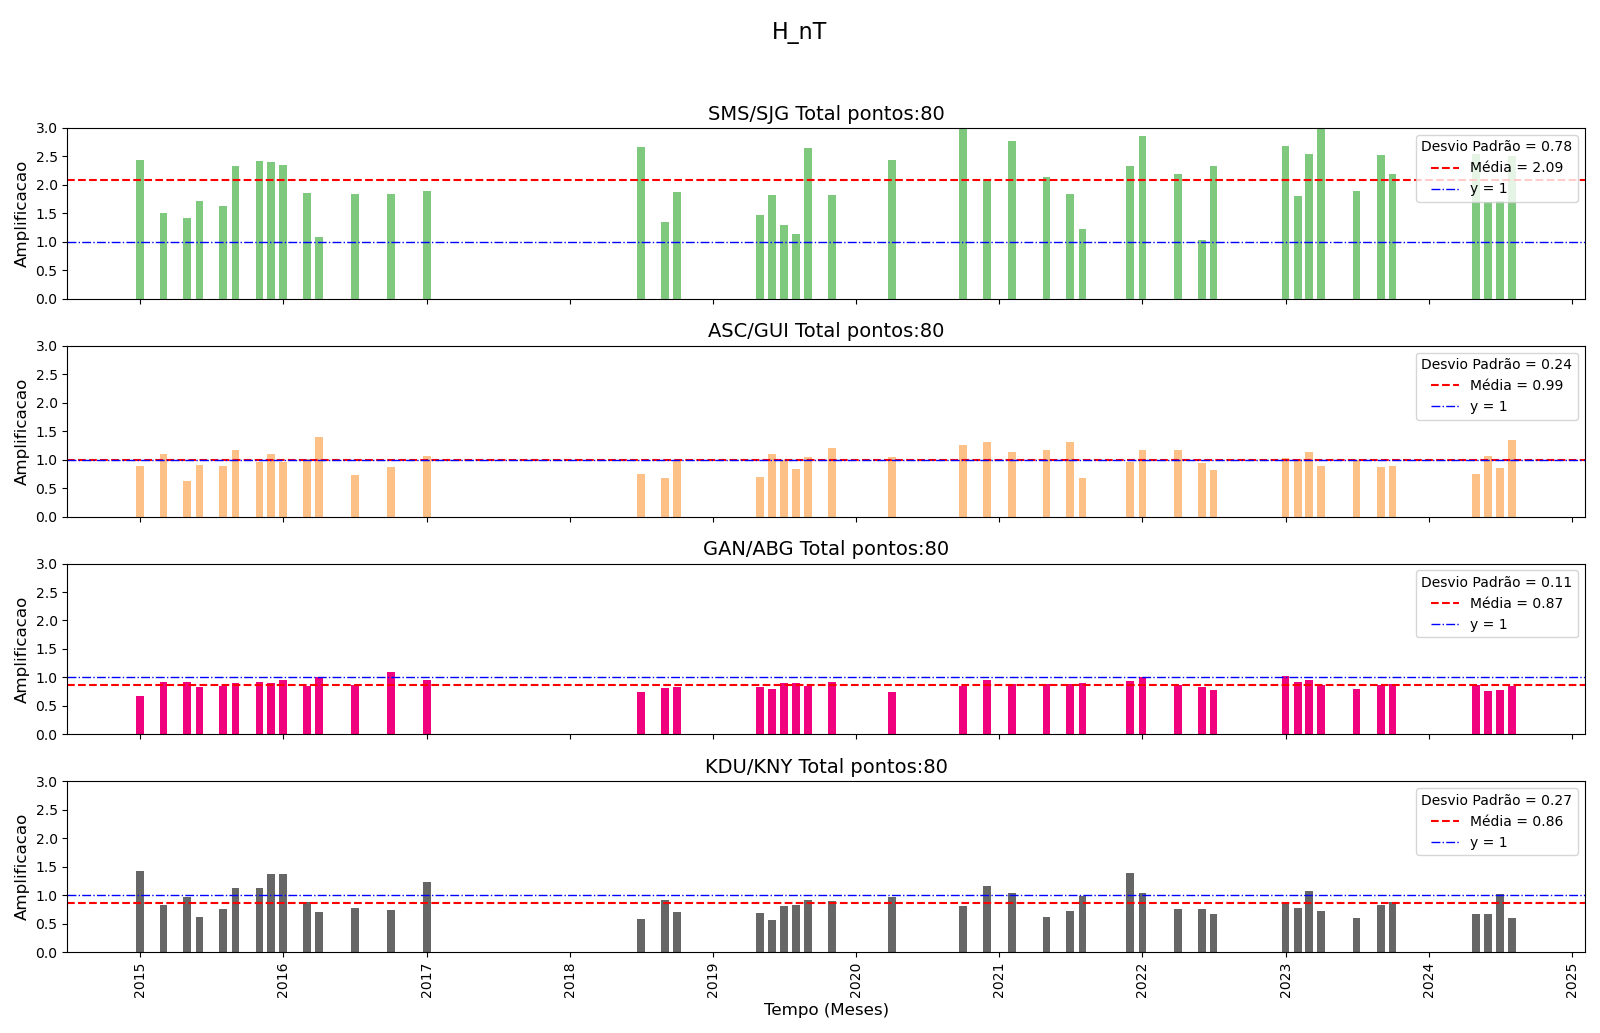 H_nT
SMS/SJG Total pontos:80
Amplificacao
3.0
2.5
2.0
1.5
1.0
0.5
0.0
Desvio Padrão = 0.78
Média = 2.09
y = 1
ASC/GUI Total pontos:80
Amplificacao
3.0
2.5
2.0
1.5
1.0
0.5
0.0
Desvio Padrão = 0.24
Média = 0.99
y = 1
GAN/ABG Total pontos:80
Amplificacao
3.0
2.5
2.0
1.5
1.0
0.5
0.0
Desvio Padrão = 0.11
Média = 0.87
y = 1
KDU/KNY Total pontos:80
Amplificacao
3.0
2.5
2.0
1.5
1.0
0.5
0.0
Desvio Padrão = 0.27
Média = 0.86
y = 1
2015
2016
2017
2018
2019
2020
2021
2022
2023
2024
2025
Tempo (Meses)